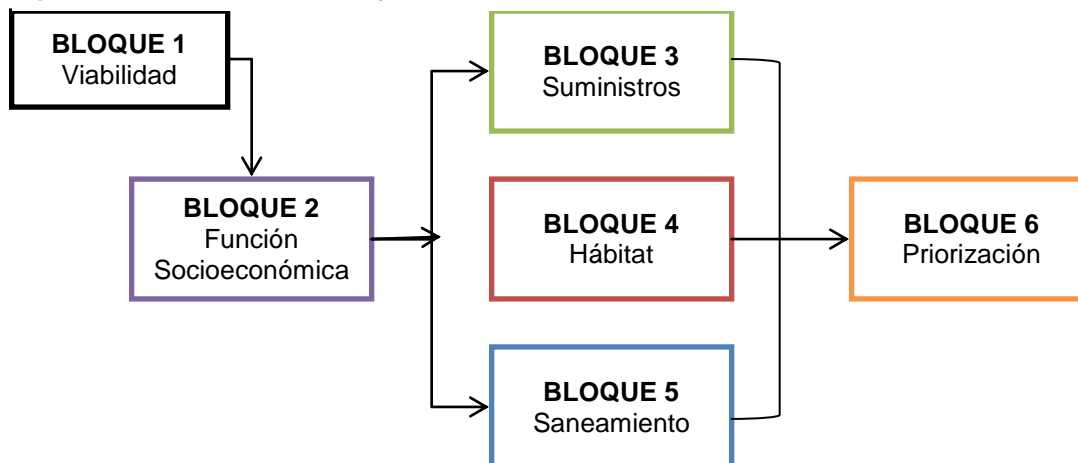 BLOQUE 1
Viabilidad
BLOQUE 2
Función
Socioeconómica
BLOQUE 3
Suministros
BLOQUE 4
Hábitat
BLOQUE 5
Saneamiento
BLOQUE 6
Priorización